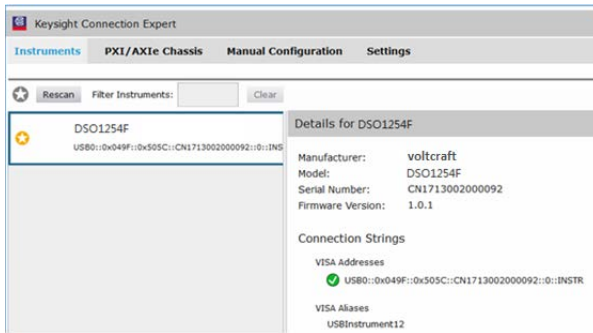 Keysight Connection Expert
Instruments PXI/AXIe Chassis Manual Configuration Settings
Rescan Filter Instruments: Clear
DSO1254F
USB0::0x049F::0x505C::CN1713002000092::0::INS
Details for DSO1254F
Manufacturer: voltcraft
Model: DSO1254F
Serial Number: CN1713002000092
Firmware Version: 1.0.1
Connection Strings
VISA Addresses
USB0::0x049F::0x505C::CN1713002000092::0::INSTR
VISA Aliases
USBInstrument12